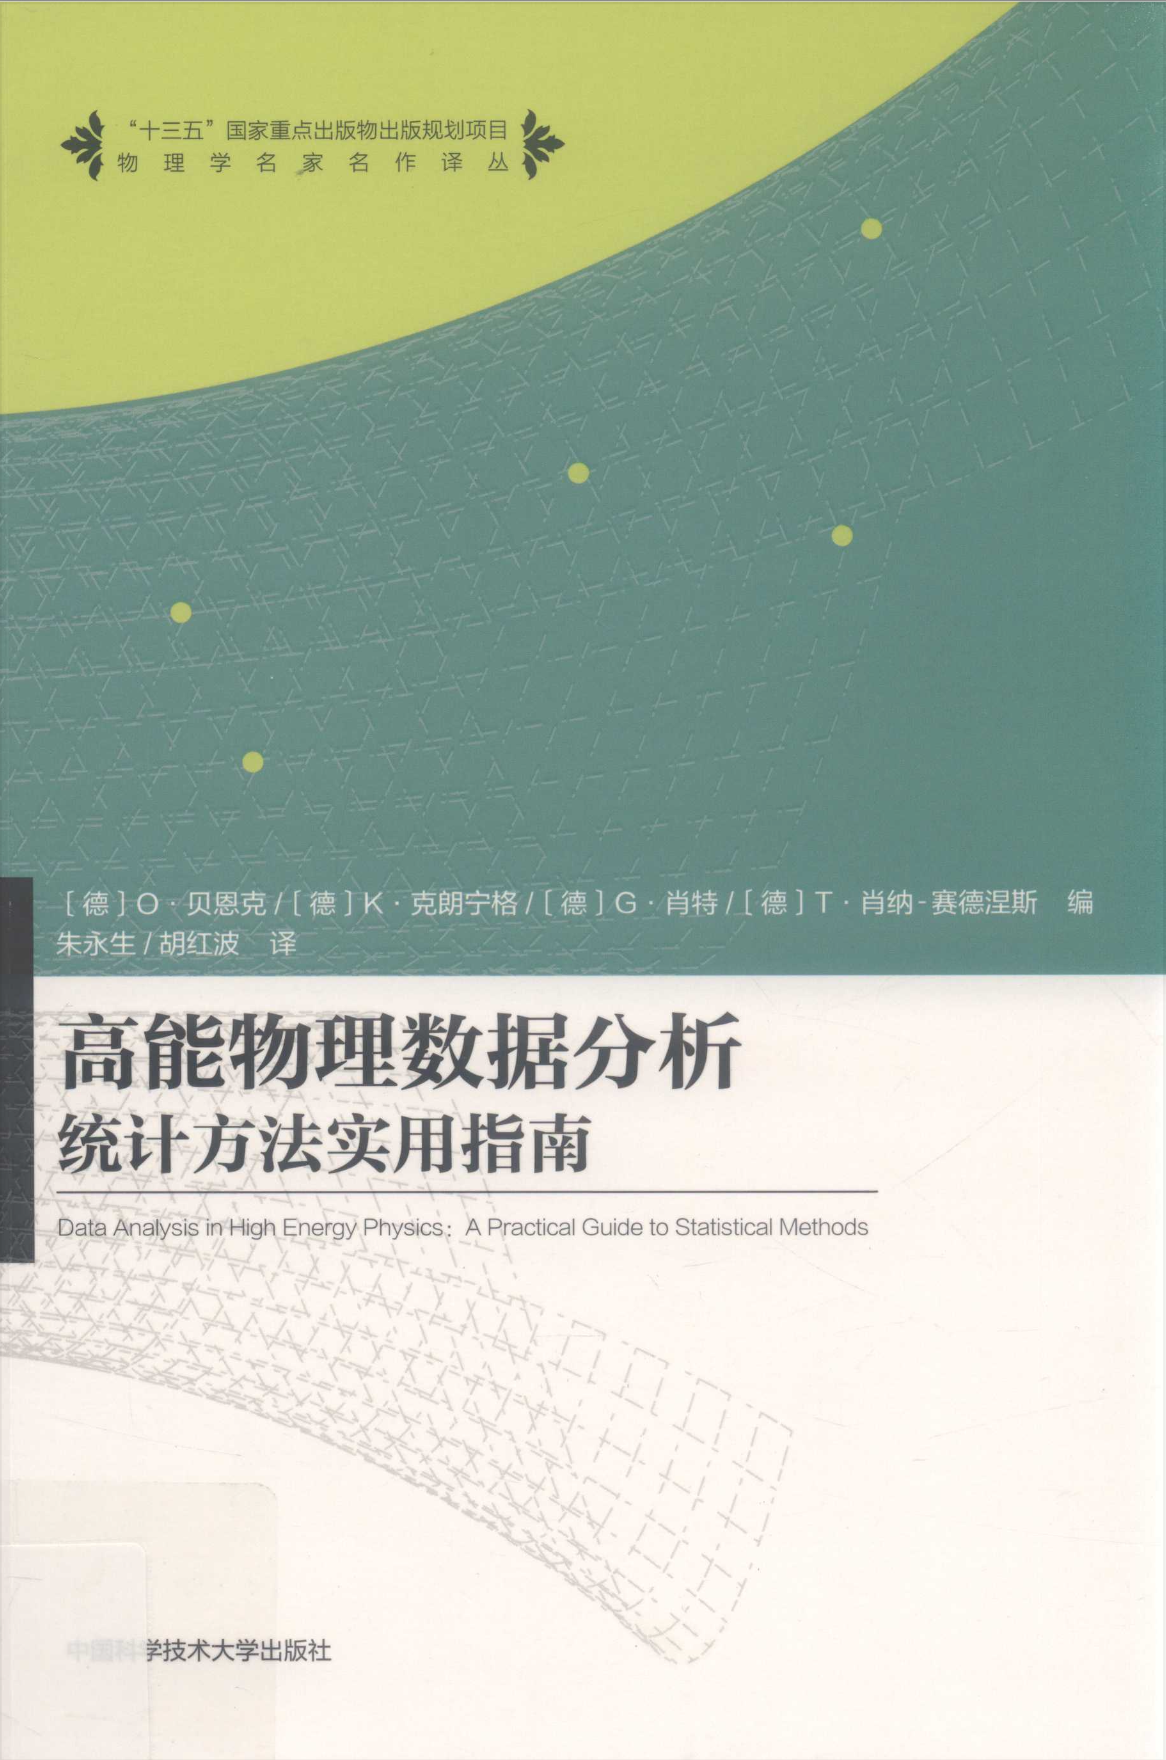 “十三五”国家重点出版物出版规划项目
物理学名家名作译丛
［德］O·贝恩克/［德］K·克朗宁格/［德］G·肖特/［德］T·肖纳-赛德涅斯 编
朱永生/胡红波 译
高能物理数据分析
统计方法实用指南
Data Analysis in High Energy Physics: A Practical Guide to Statistical Methods
中国科学技术大学出版社